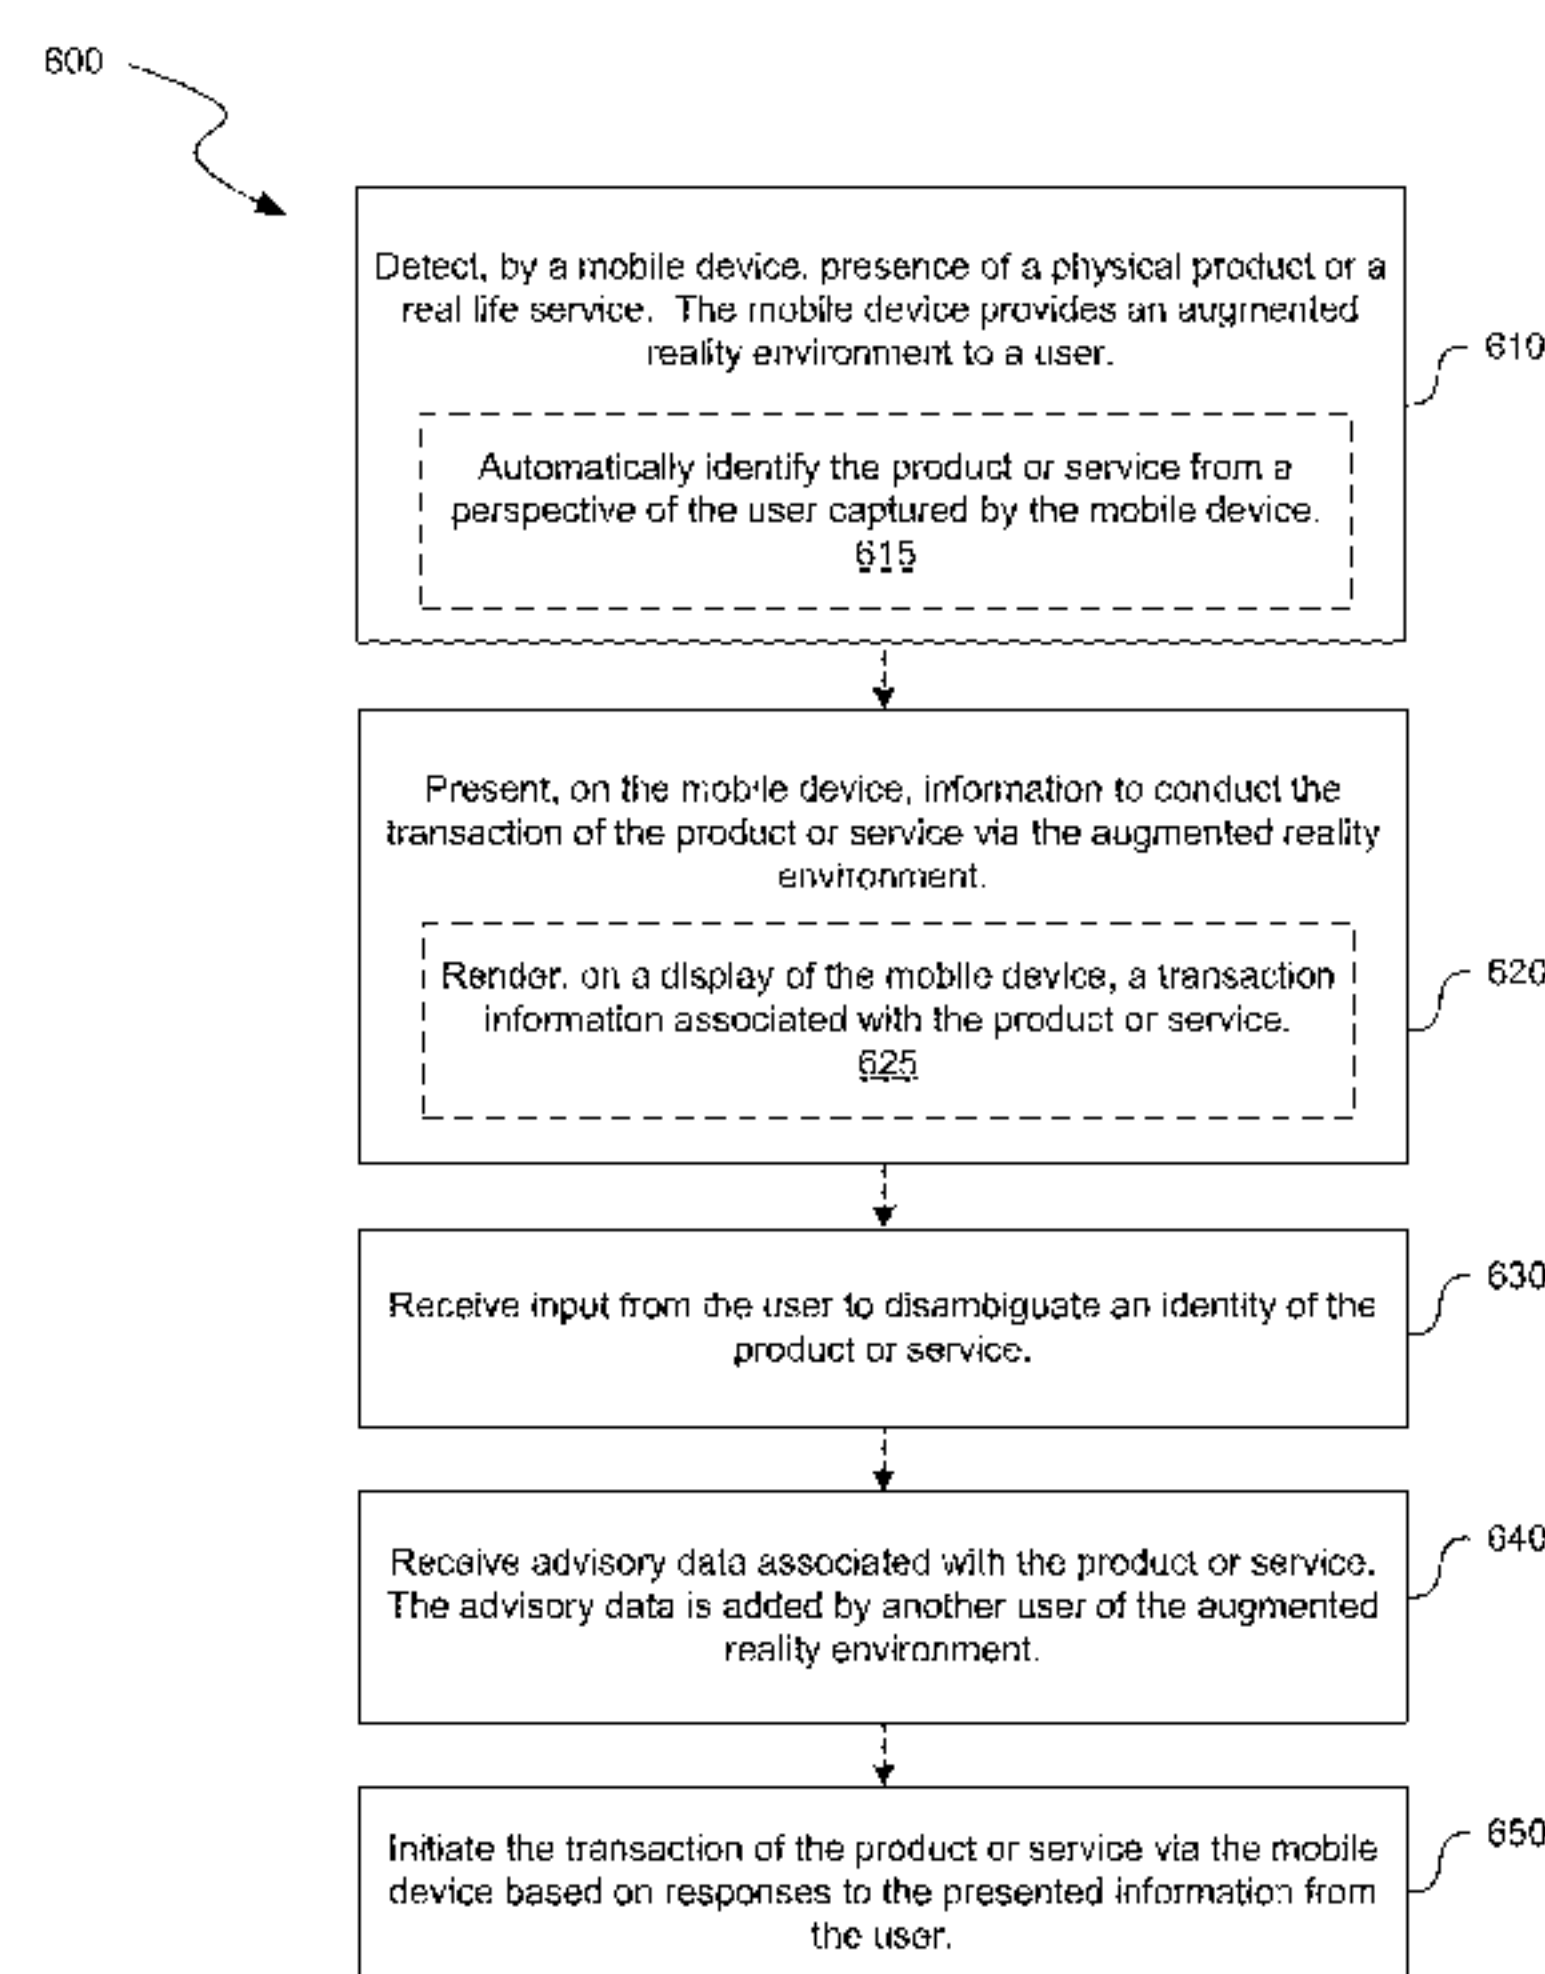 600
Detect, by a mobile device, presence of a physical product or a
real life service. The mobile device provides an augmented
reality environment to a user.
610
Automatically identify the product or service from a
perspective of the user captured by the mobile device.
615
Present, on the mobile device, information to conduct the
transaction of the product or service via the augmented reality
environment.
620
Render, on a display of the mobile device, a transaction
information associated with the product or service.
625
Receive input from the user to disambiguate an identity of the
product or service.
630
Receive advisory data associated with the product or service.
The advisory data is added by another user of the augmented
reality environment.
640
Initiate the transaction of the product or service via the mobile
device based on responses to the presented information from
the user.
650